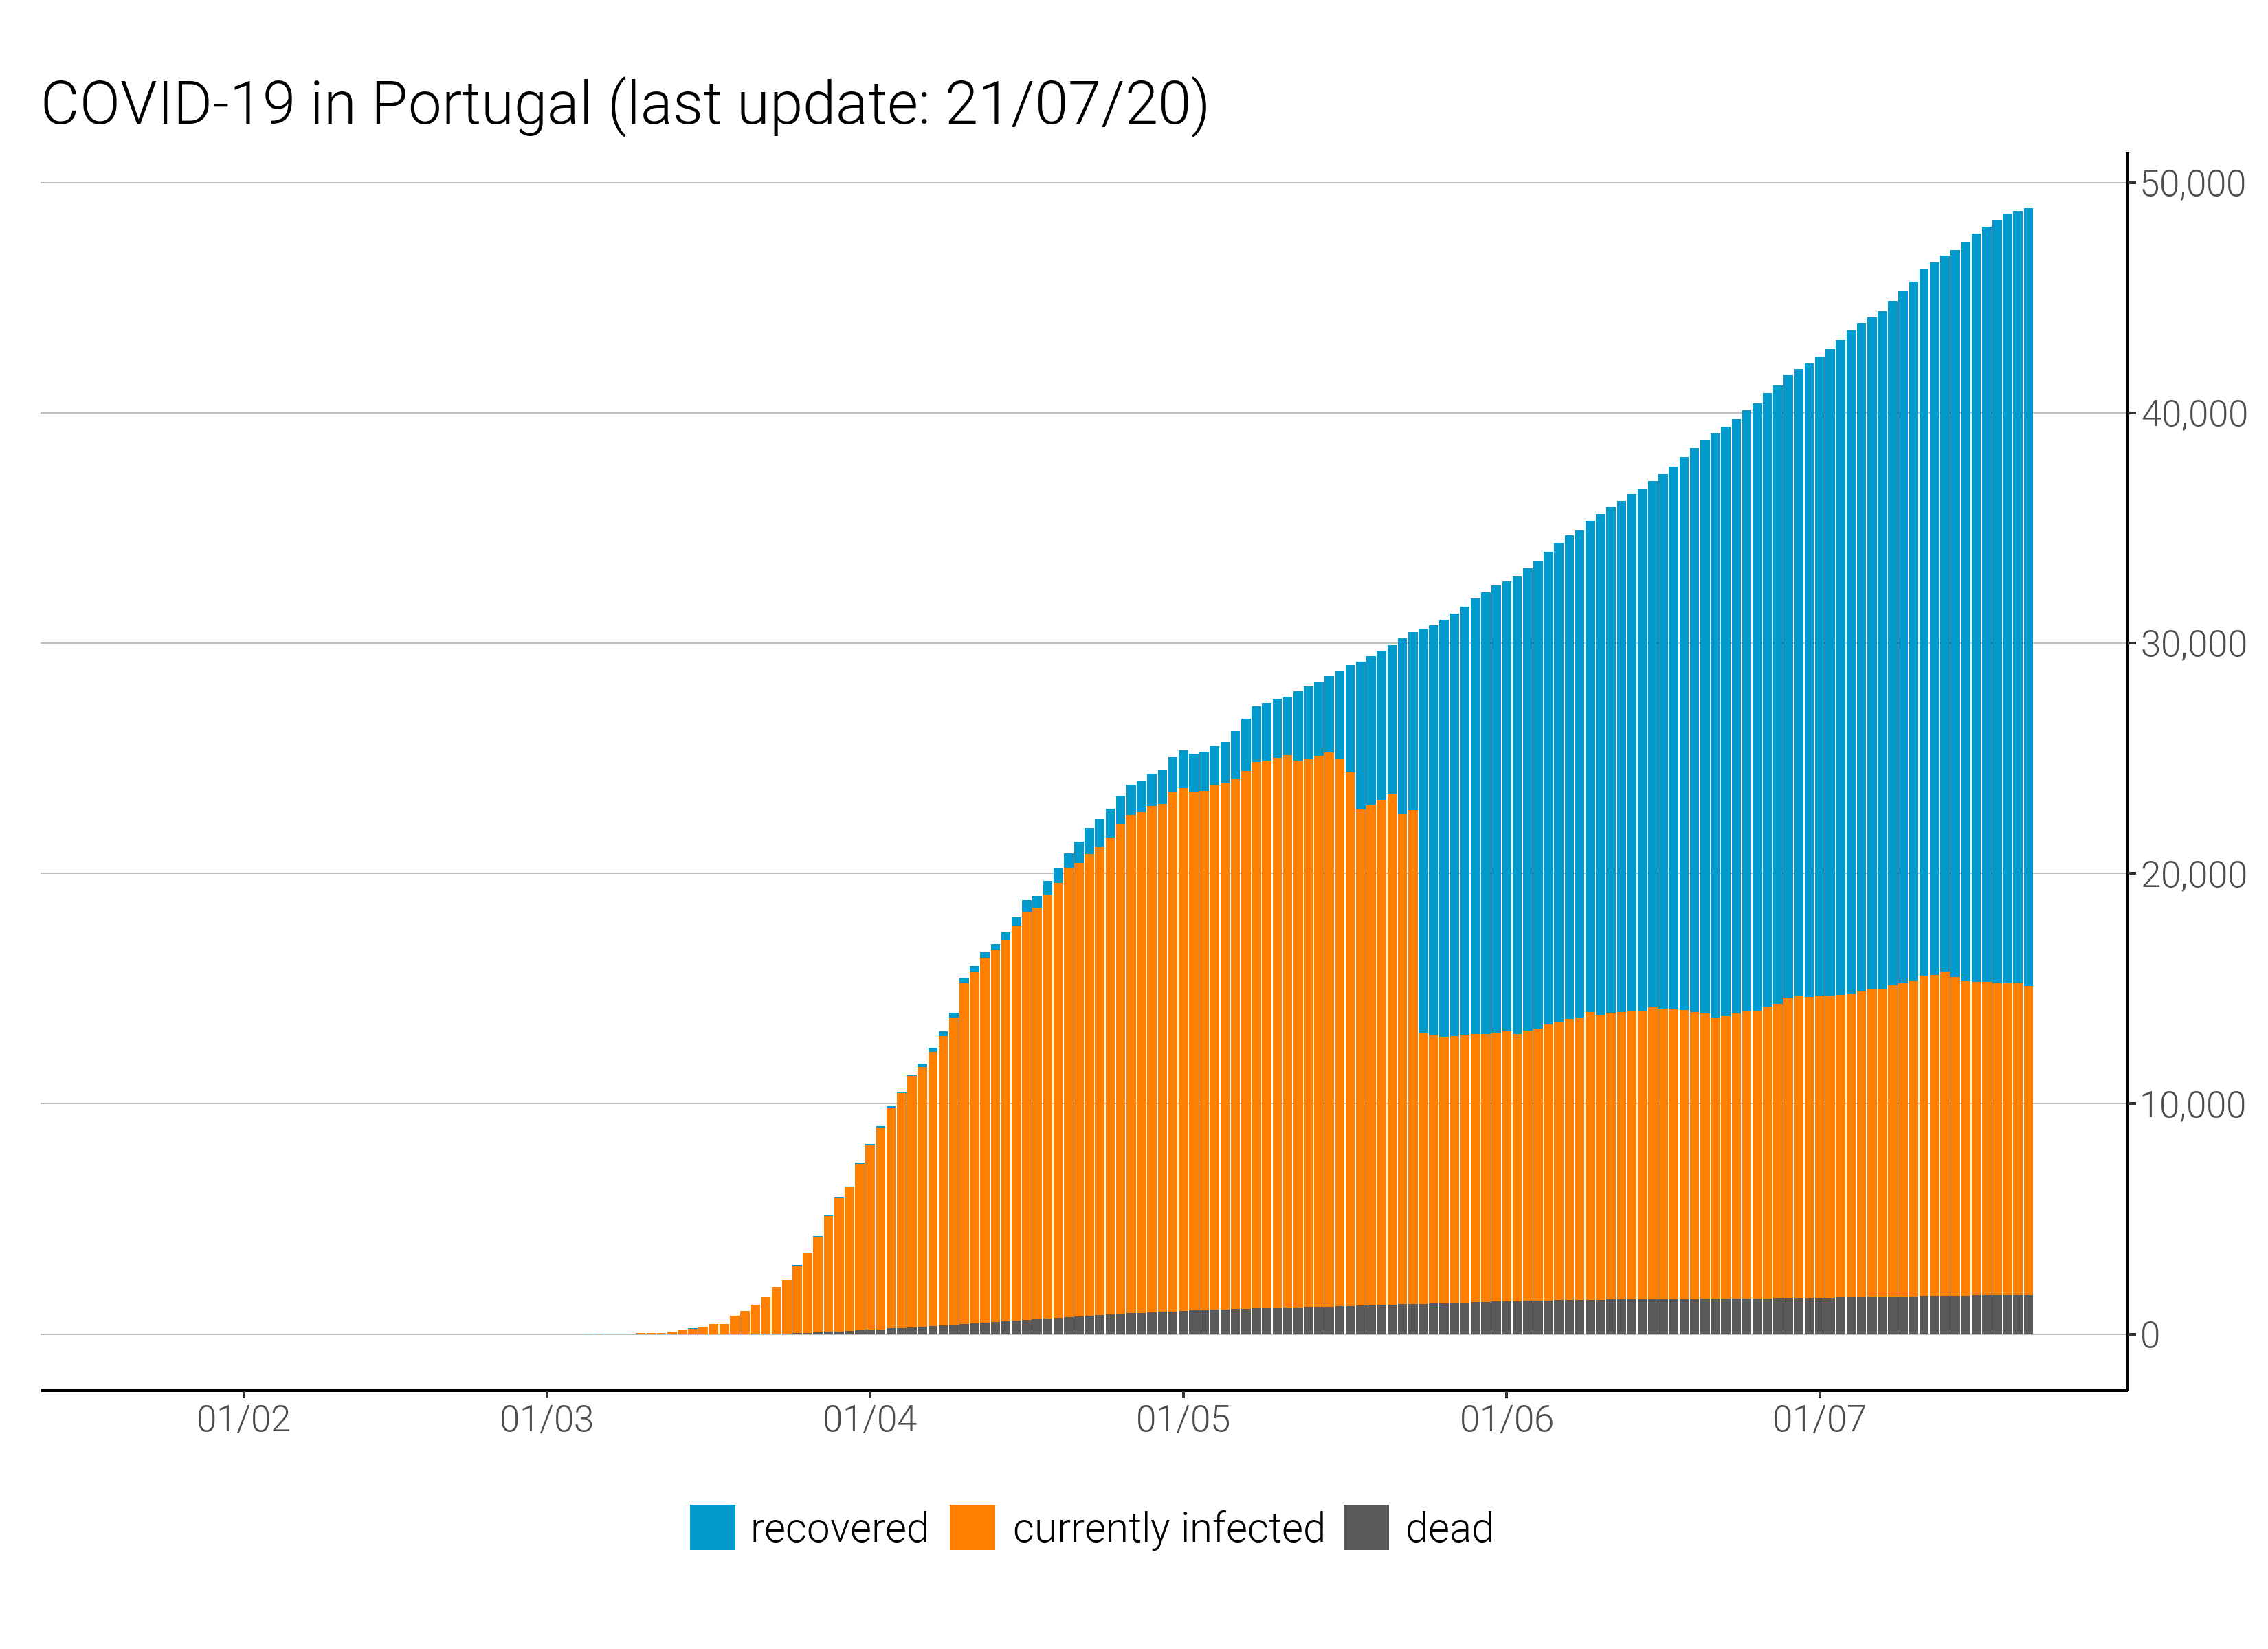 COVID-19 in Portugal (last update: 21/07/20)
50,000
40,000
30,000
20,000
10,000
0
01/02 01/03 01/04 01/05 01/06 01/07
recovered currently infected dead